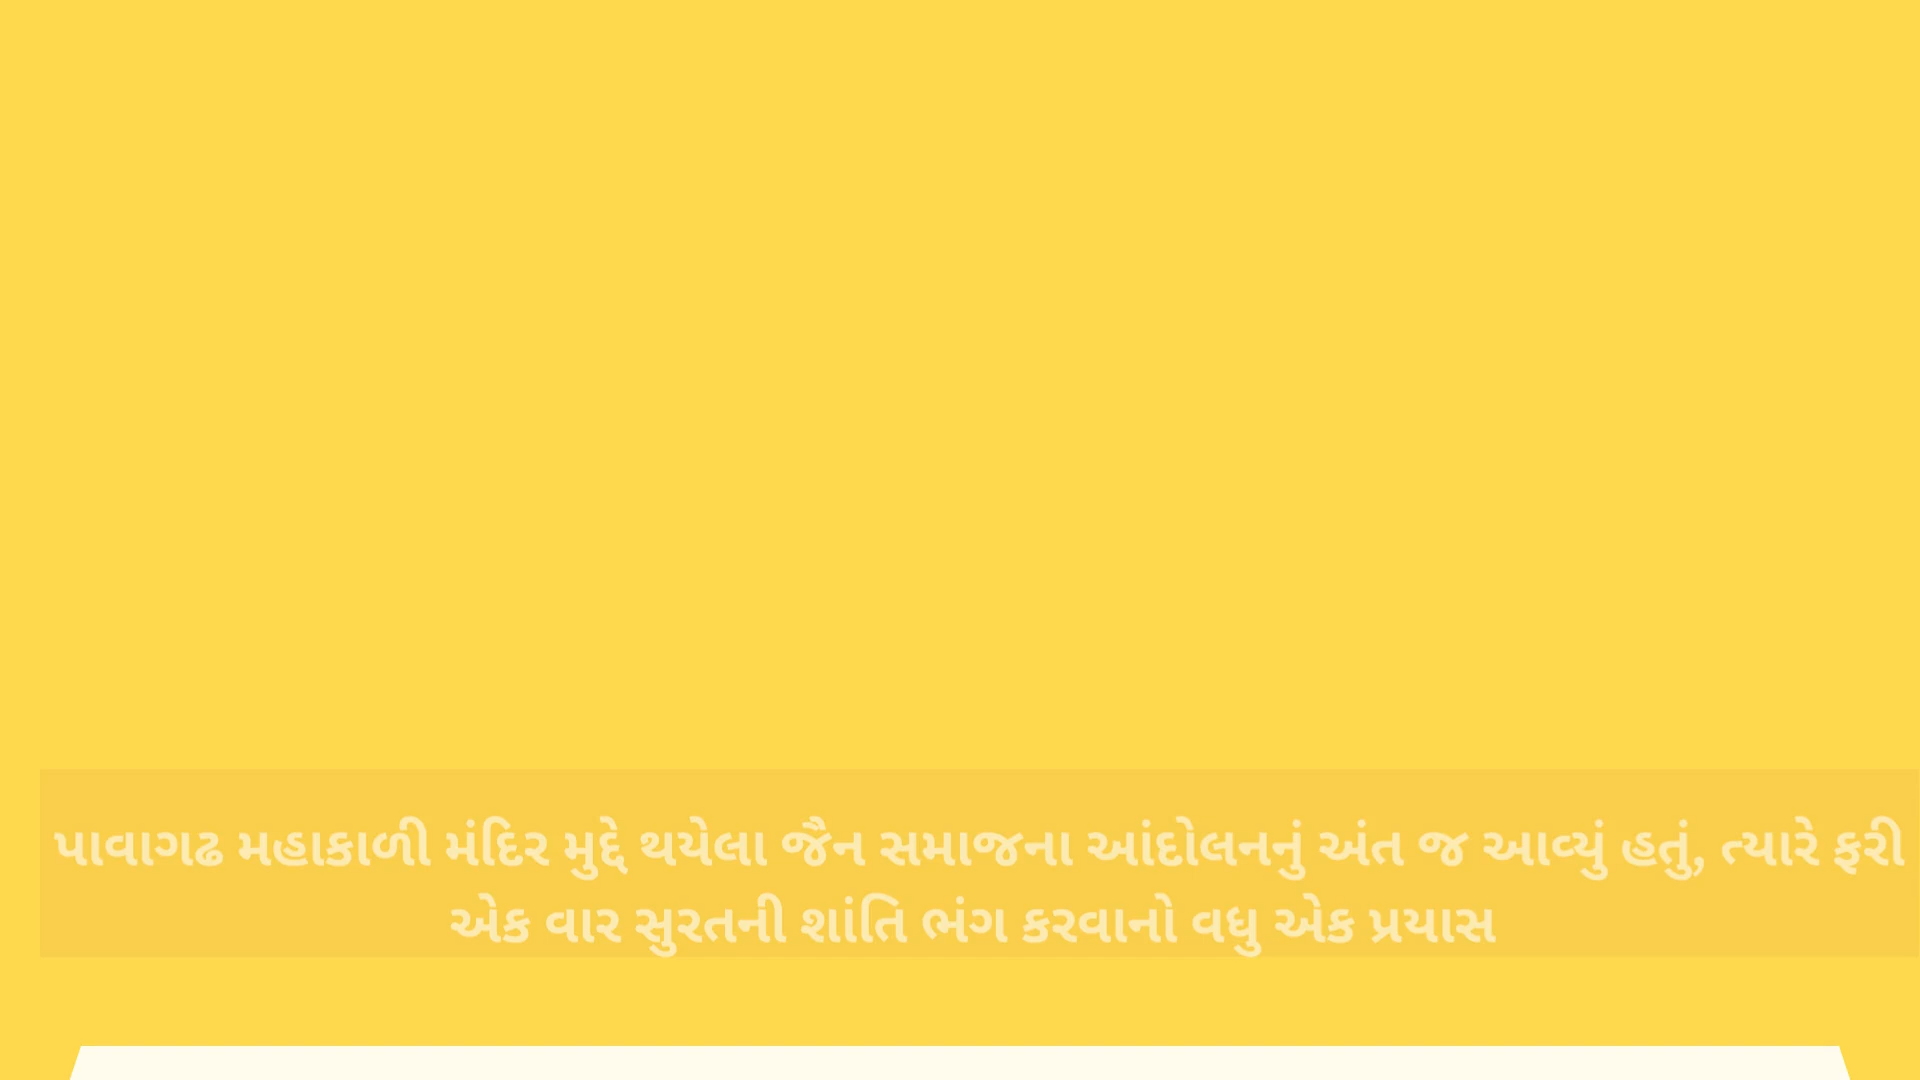 પાવાગઢ મહાકાળી મંદિર મુદ્દે થયેલા જૈન સમાજના આંદોલનનું અંત જ આવ્યું હતું, ત્યારે ફરી
એક વાર સુરતની શાંતિ ભંગ કરવાનો વધુ એક પ્રયાસ